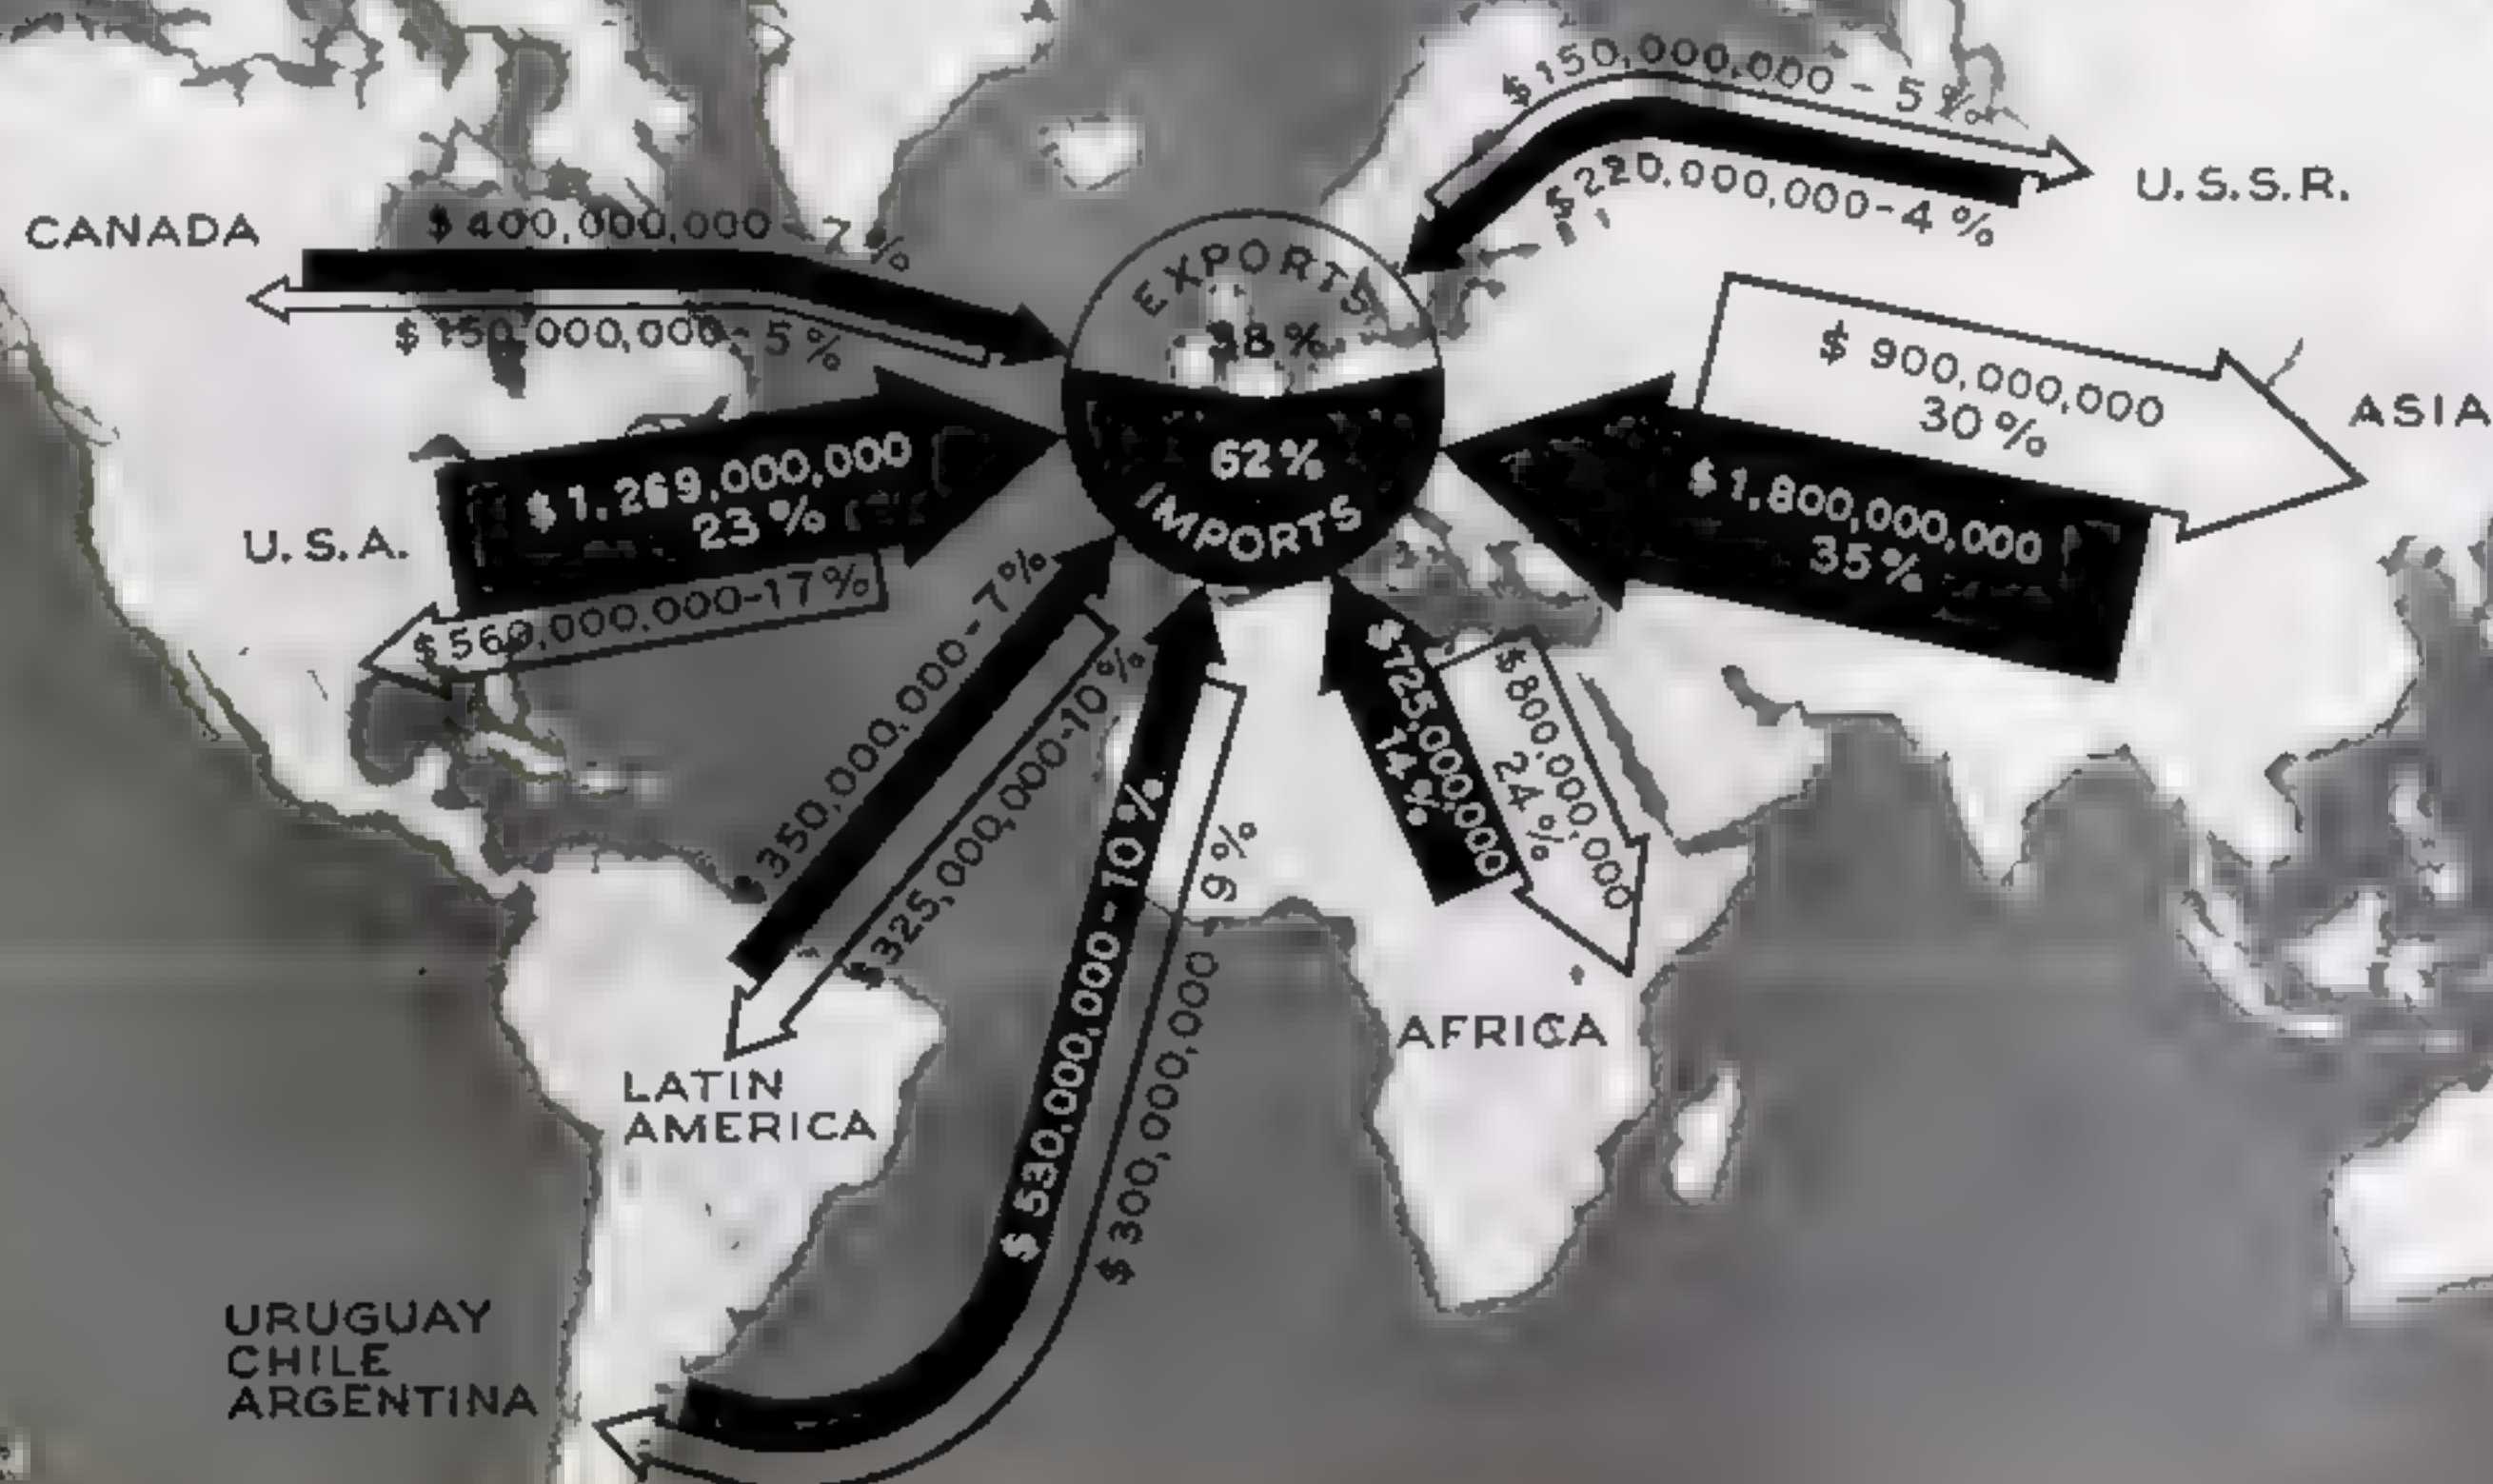 $150,000,000 - 5%
U.S.S.R.
$220,000,000-4%
CANADA
$400,000,000 - 7%
$150,000,000-5%
EXPORTS
38%
62%
IMPORTS
$900,000,000
30%
ASIA
$1,800,000,000
35%
U.S.A.
$1,269,000,000
23%
$560,000,000-17%
350,000,000-7%
$325,000,000-10%
LATIN
AMERICA
$530,000,000-10%
$300,000,000 9%
$725,000,000
14%
$800,000,000
24%
AFRICA
URUGUAY
CHILE
ARGENTINA